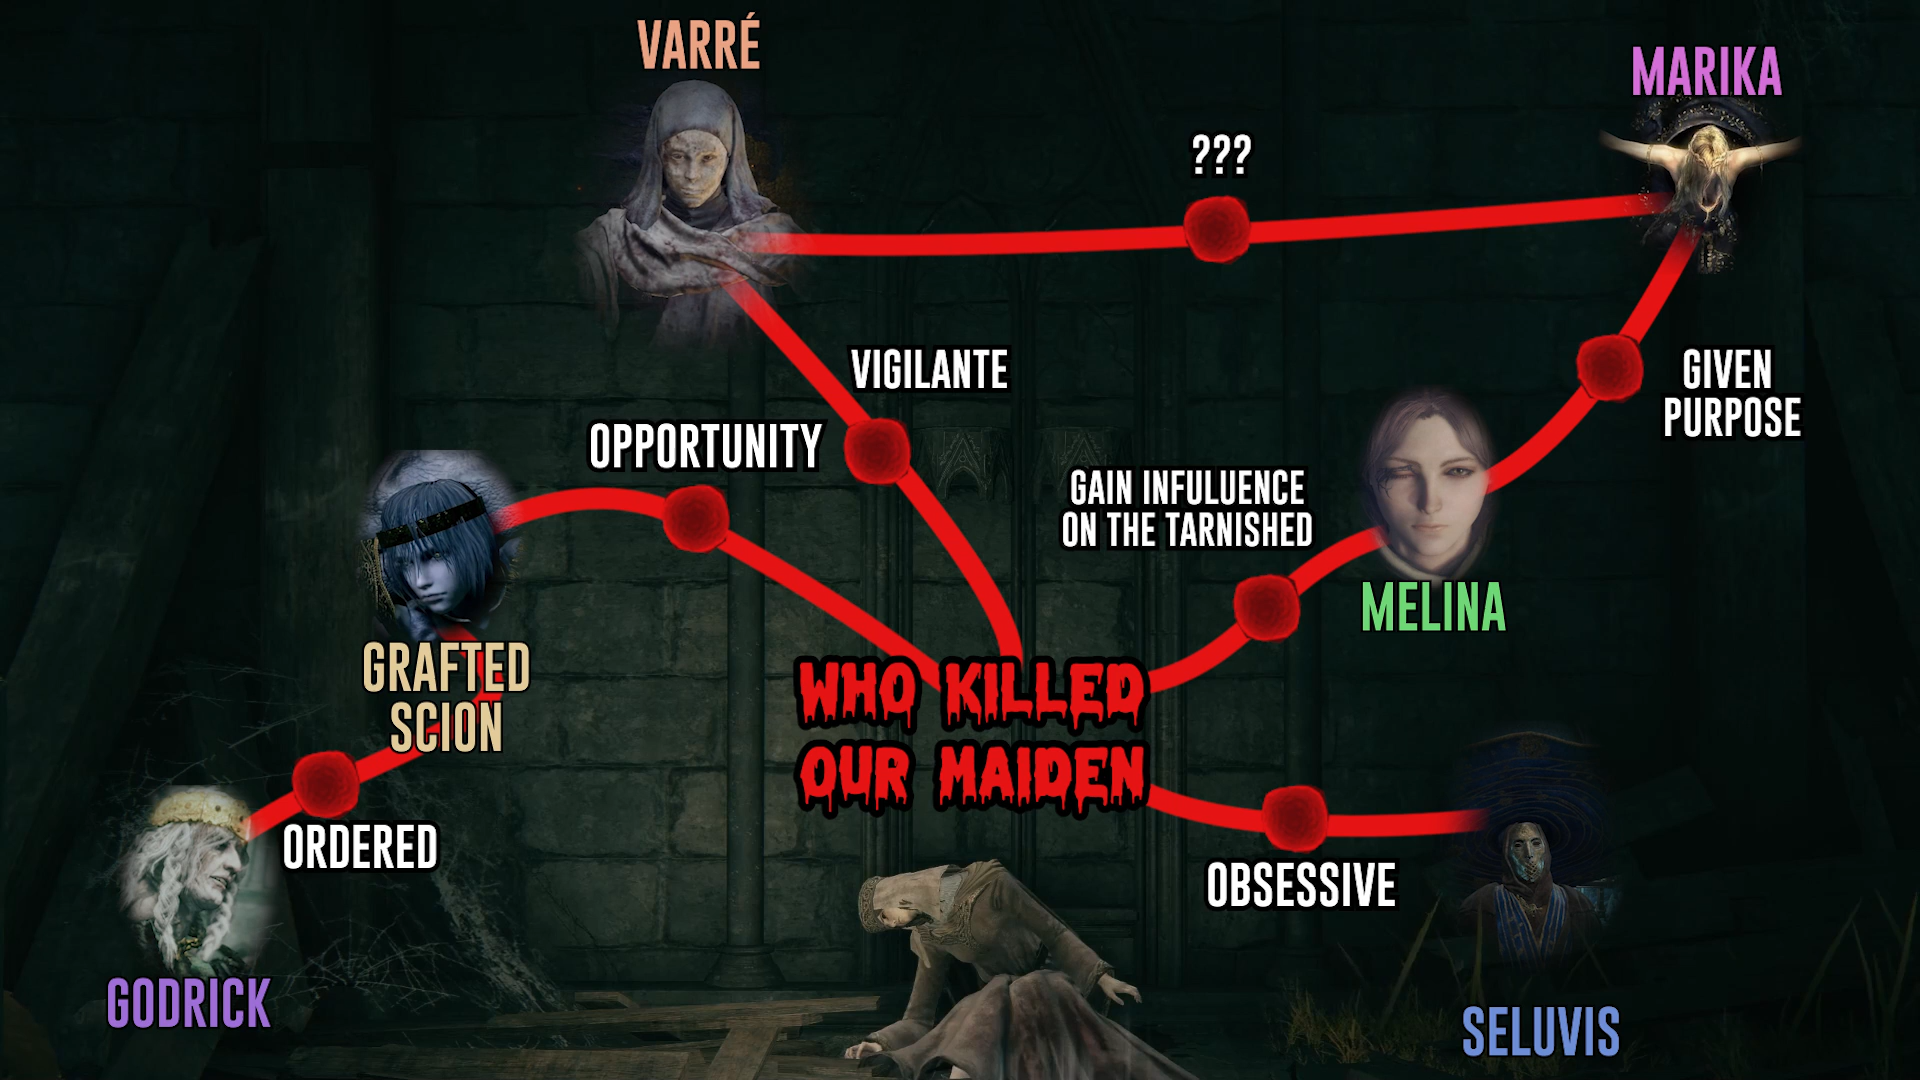 VARRÉ
MARIKA
???
VIGILANTE
GIVEN
PURPOSE
OPPORTUNITY
GAIN INFULUENCE
ON THE TARNISHED
MELINA
GRAFTED
SCION
WHO KILLED
OUR MAIDEN
ORDERED
OBSESSIVE
GODRICK
SELUVIS